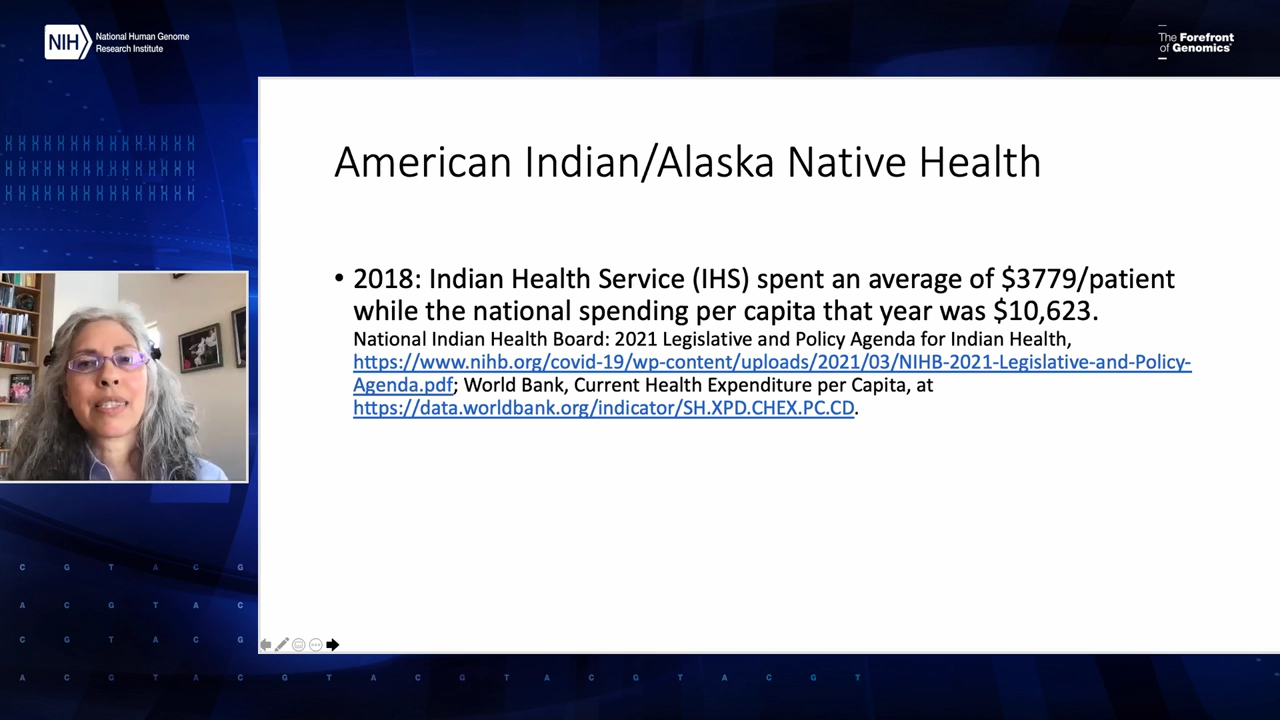 NIH
National Human Genome
Research Institute
The Forefront
of Genomics
American Indian/Alaska Native Health
• 2018: Indian Health Service (IHS) spent an average of $3779/patient
while the national spending per capita that year was $10,623.
National Indian Health Board: 2021 Legislative and Policy Agenda for Indian Health,
https://www.nihb.org/covid-19/wp-content/uploads/2021/03/NIHB-2021-Legislative-and-Policy-
Agenda.pdf; World Bank, Current Health Expenditure per Capita, at
https://data.worldbank.org/indicator/SH.XPD.CHEX.PC.CD.
C G T A C G
A C G T A C
C G T A C G
A C G T A C G T A C G T A C G T A C G T